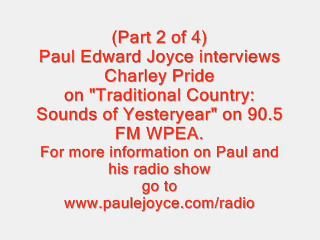 (Part 2 of 4)
Paul Edward Joyce interviews
Charley Pride
on "Traditional Country:
Sounds of Yesteryear" on 90.5
FM WPEA.
For more information on Paul and
his radio show
go to
www.paulejoyce.com/radio